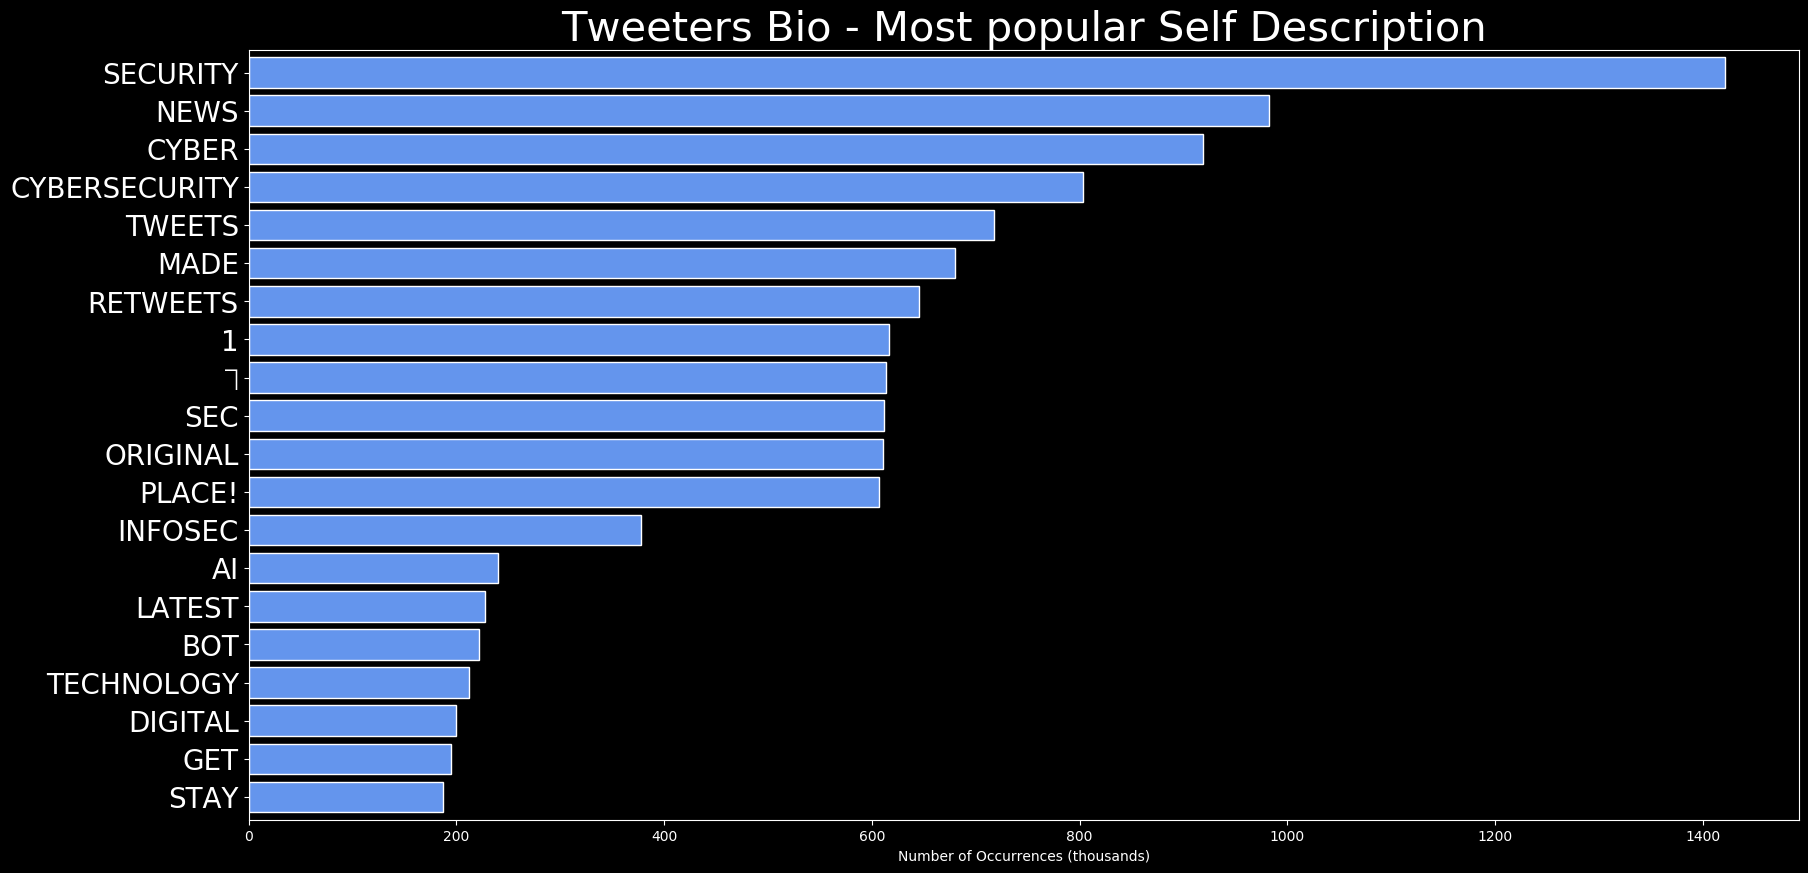 Tweeters Bio - Most popular Self Description
SECURITY
NEWS
CYBER
CYBERSECURITY
TWEETS
MADE
RETWEETS
1
SEC
ORIGINAL
PLACE!
INFOSEC
AI
LATEST
BOT
TECHNOLOGY
DIGITAL
GET
STAY
0 200 400 600 800 1000 1200 1400
Number of Occurrences (thousands)